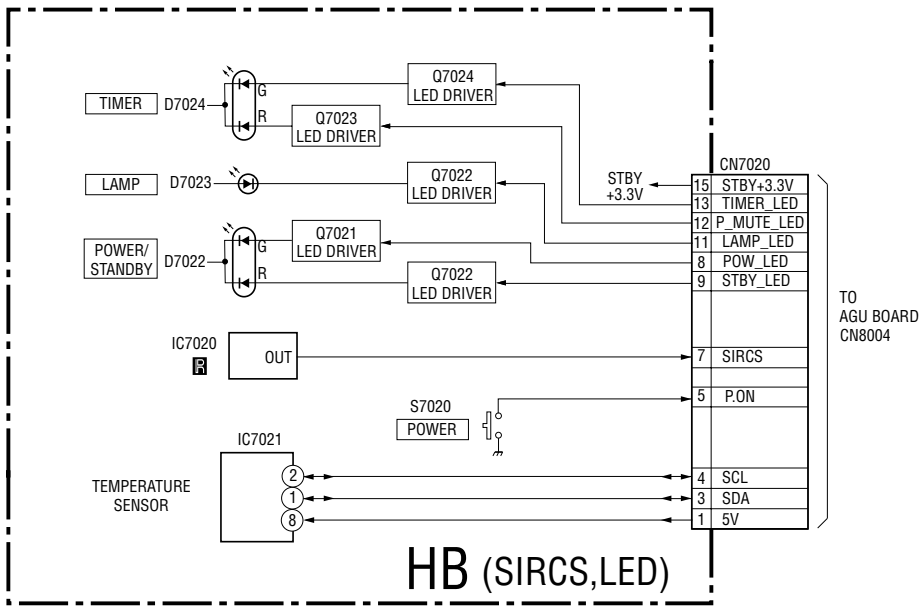 TIMER
D7024
G
R
Q7024
LED DRIVER
Q7023
LED DRIVER
LAMP
D7023
Q7022
LED DRIVER
STBY
+3.3V
POWER/
STANDBY
D7022
G
R
Q7021
LED DRIVER
Q7022
LED DRIVER
CN7020
15 STBY+3.3V
13 TIMER_LED
12 P_MUTE_LED
11 LAMP_LED
8 POW_LED
9 STBY_LED
7 SIRCS
5 P.ON
4 SCL
3 SDA
1 5V
TO
AGU BOARD
CN8004
IC7020
R
OUT
S7020
POWER
IC7021
TEMPERATURE
SENSOR
2
1
8
HB (SIRCS,LED)